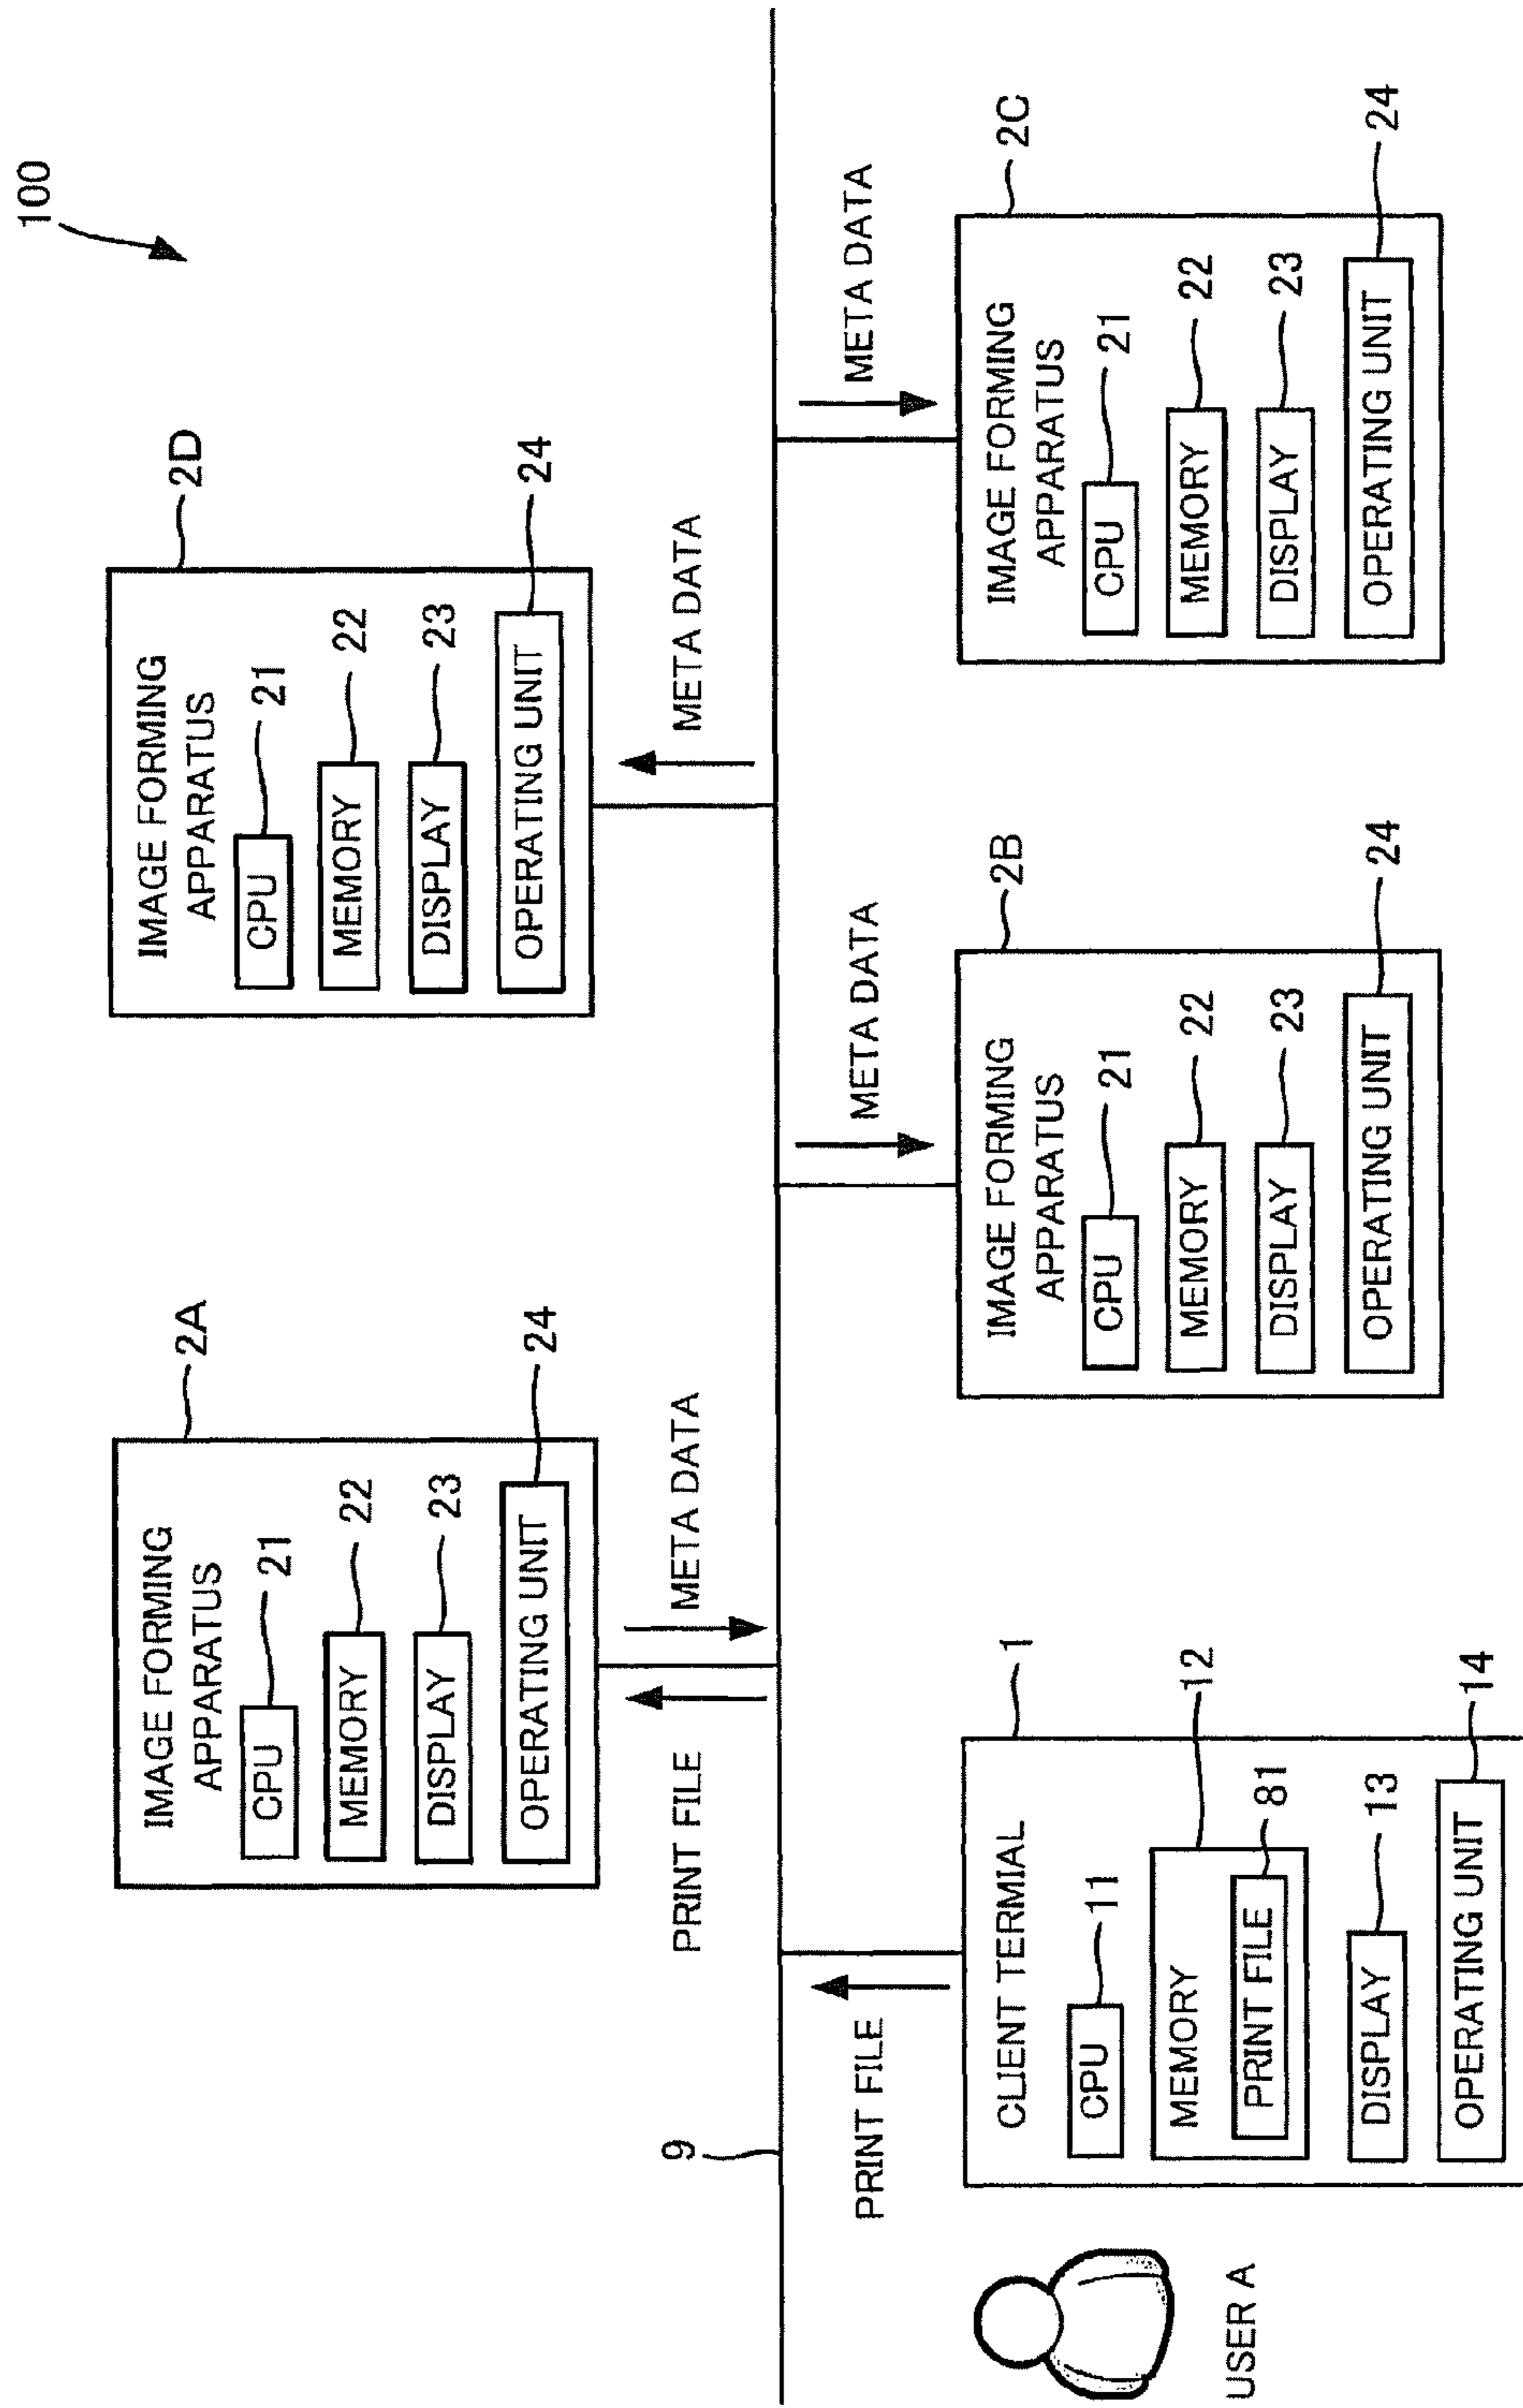 100
2A
IMAGE FORMING
APPARATUS
CPU
21
MEMORY
22
DISPLAY
23
OPERATING UNIT
24
2D
IMAGE FORMING
APPARATUS
CPU
21
MEMORY
22
DISPLAY
23
OPERATING UNIT
24
PRINT FILE
META DATA
META DATA
9
PRINT FILE
META DATA
META DATA
USER A
1
CLIENT TERMIAL
CPU
11
MEMORY
12
PRINT FILE
81
DISPLAY
13
OPERATING UNIT
14
2B
IMAGE FORMING
APPARATUS
CPU
21
MEMORY
22
DISPLAY
23
OPERATING UNIT
24
2C
IMAGE FORMING
APPARATUS
CPU
21
MEMORY
22
DISPLAY
23
OPERATING UNIT
24